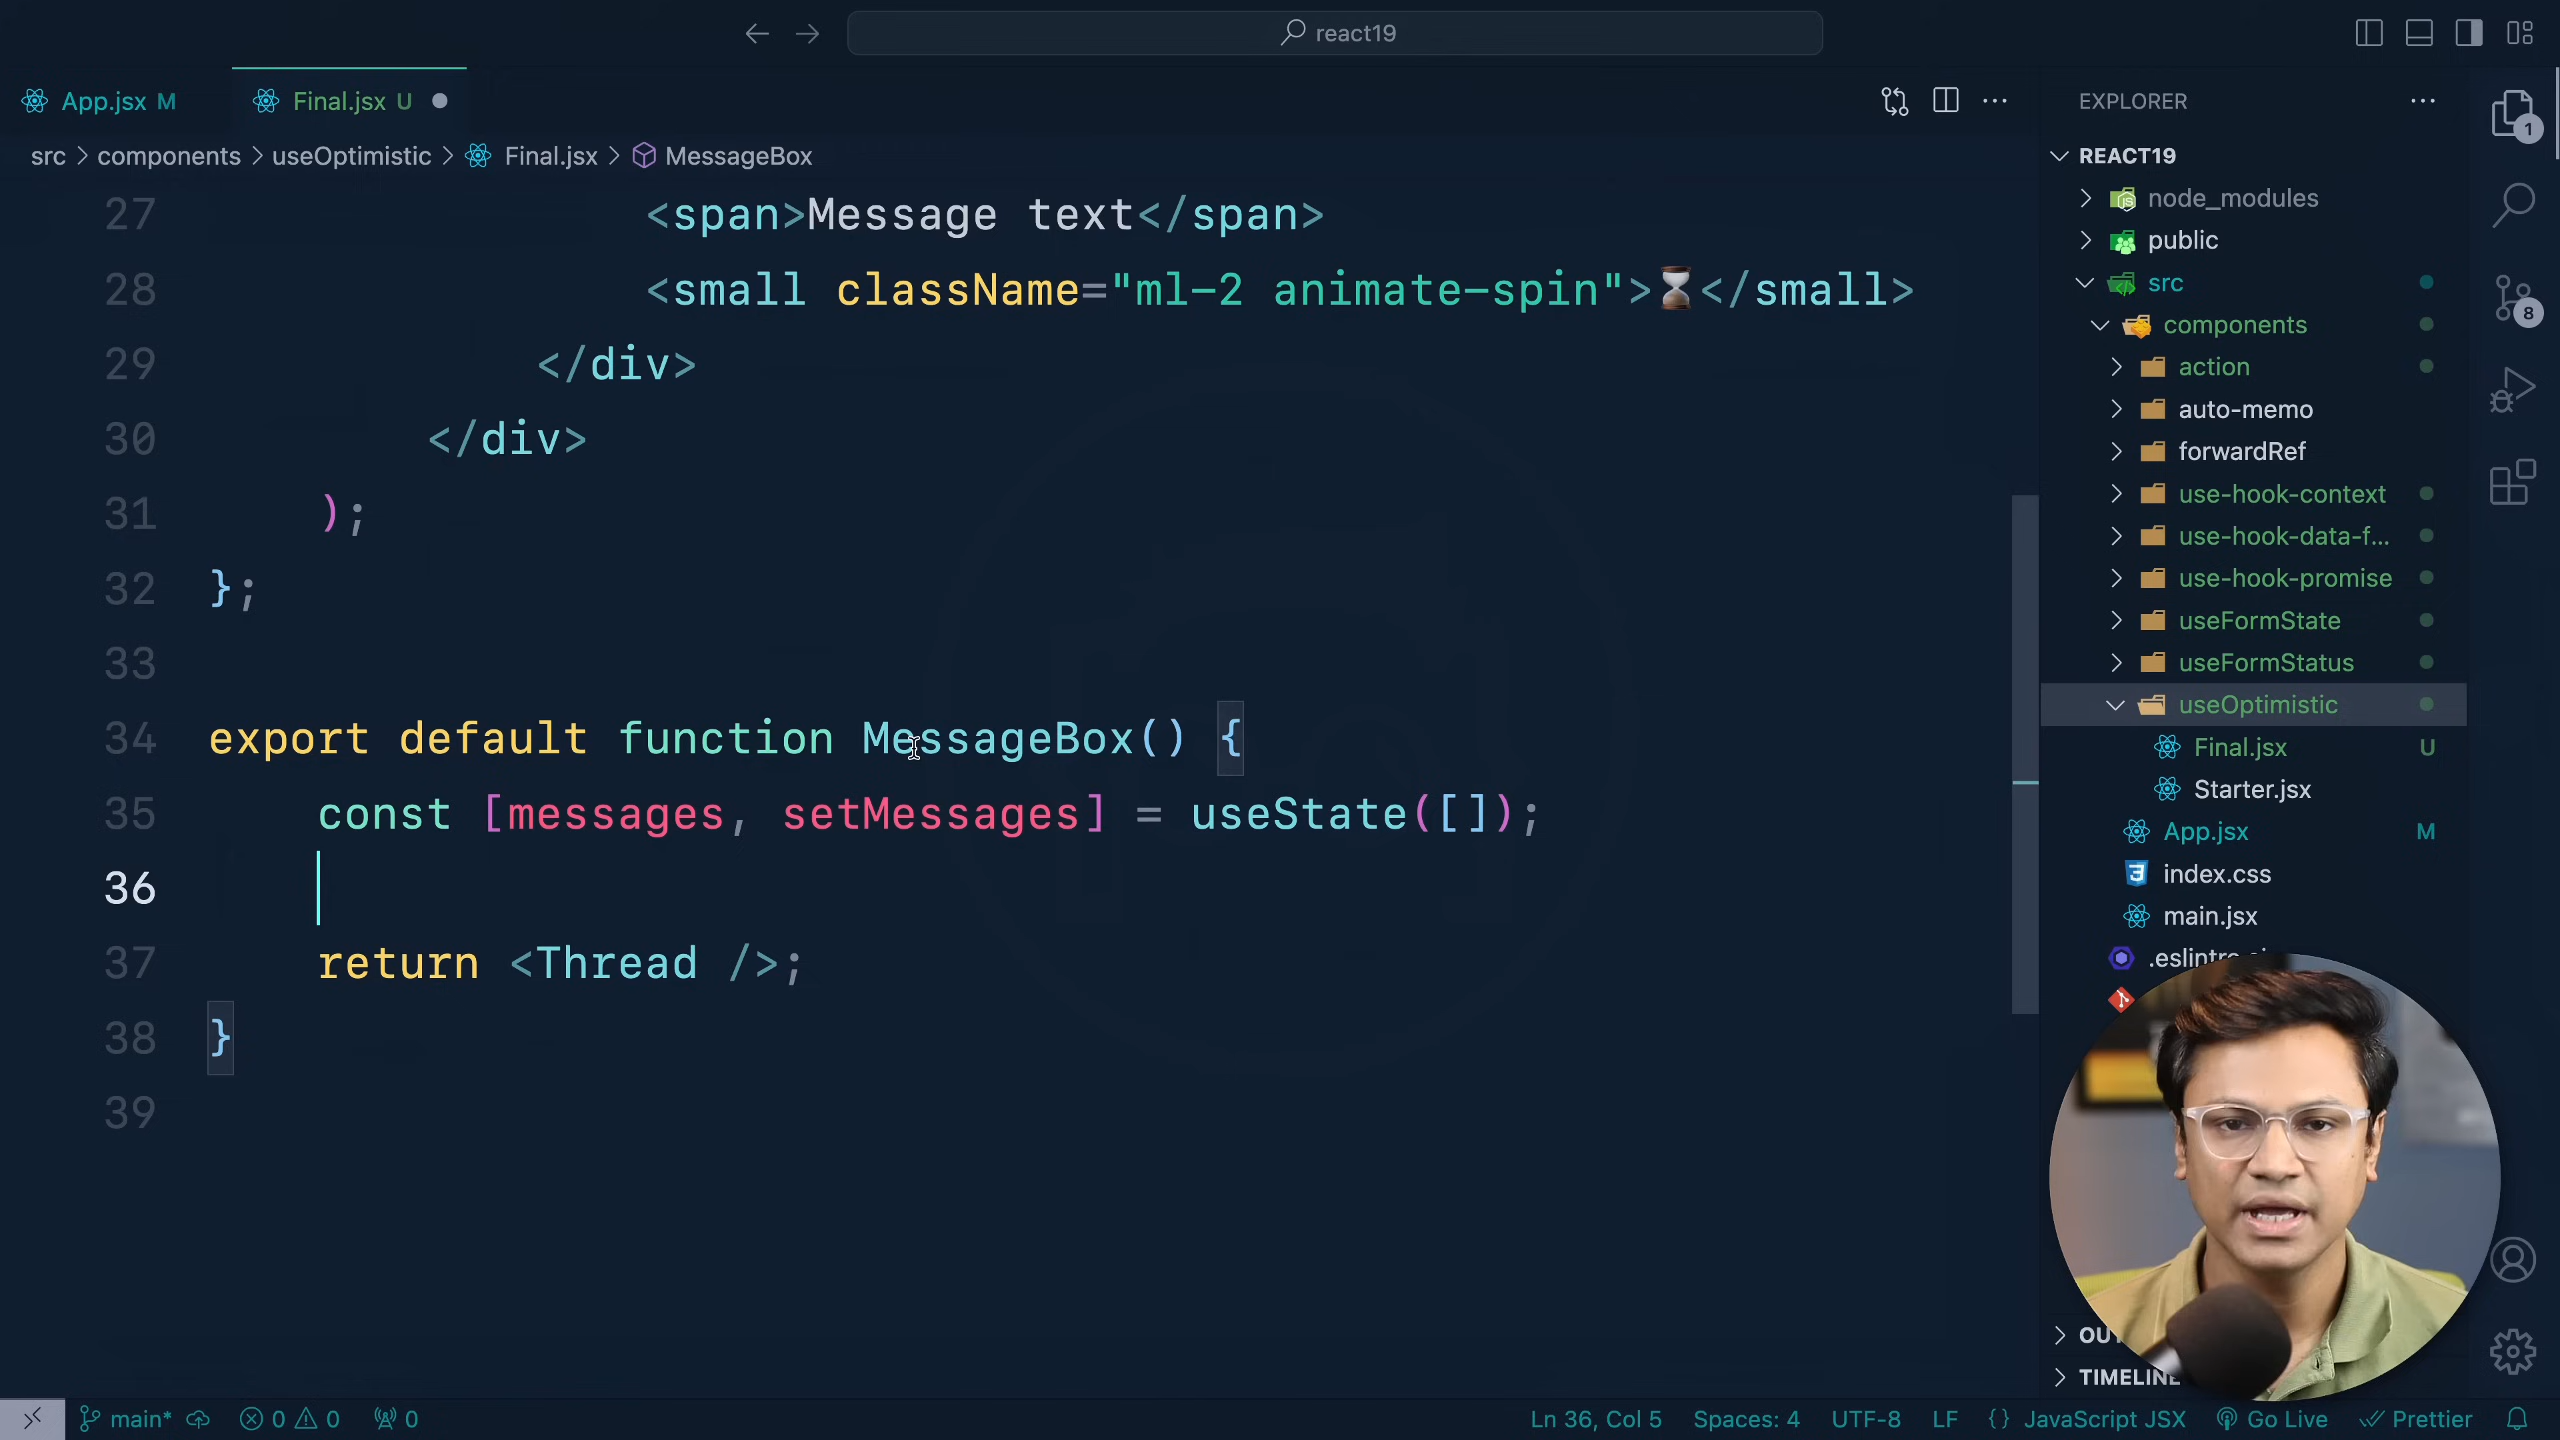 react19
App.jsx M
Final.jsx U
src > components > useOptimistic > Final.jsx > MessageBox
27 <span>Message text</span>
28 <small className="ml-2 animate-spin">⏳</small>
29 </div>
30 </div>
31 );
32 };
33
34 export default function MessageBox() {
35 const [messages, setMessages] = useState([]);
36
37 return <Thread />;
38 }
39
EXPLORER
REACT19
node_modules
public
src
components
action
auto-memo
forwardRef
use-hook-context
use-hook-data-f...
use-hook-promise
useFormState
useFormStatus
useOptimistic
Final.jsx U
Starter.jsx
App.jsx M
index.css
main.jsx
TIMELINE
1
8
main* 0 0 0
Ln 36, Col 5 Spaces: 4 UTF-8 LF {} JavaScript JSX Go Live Prettier